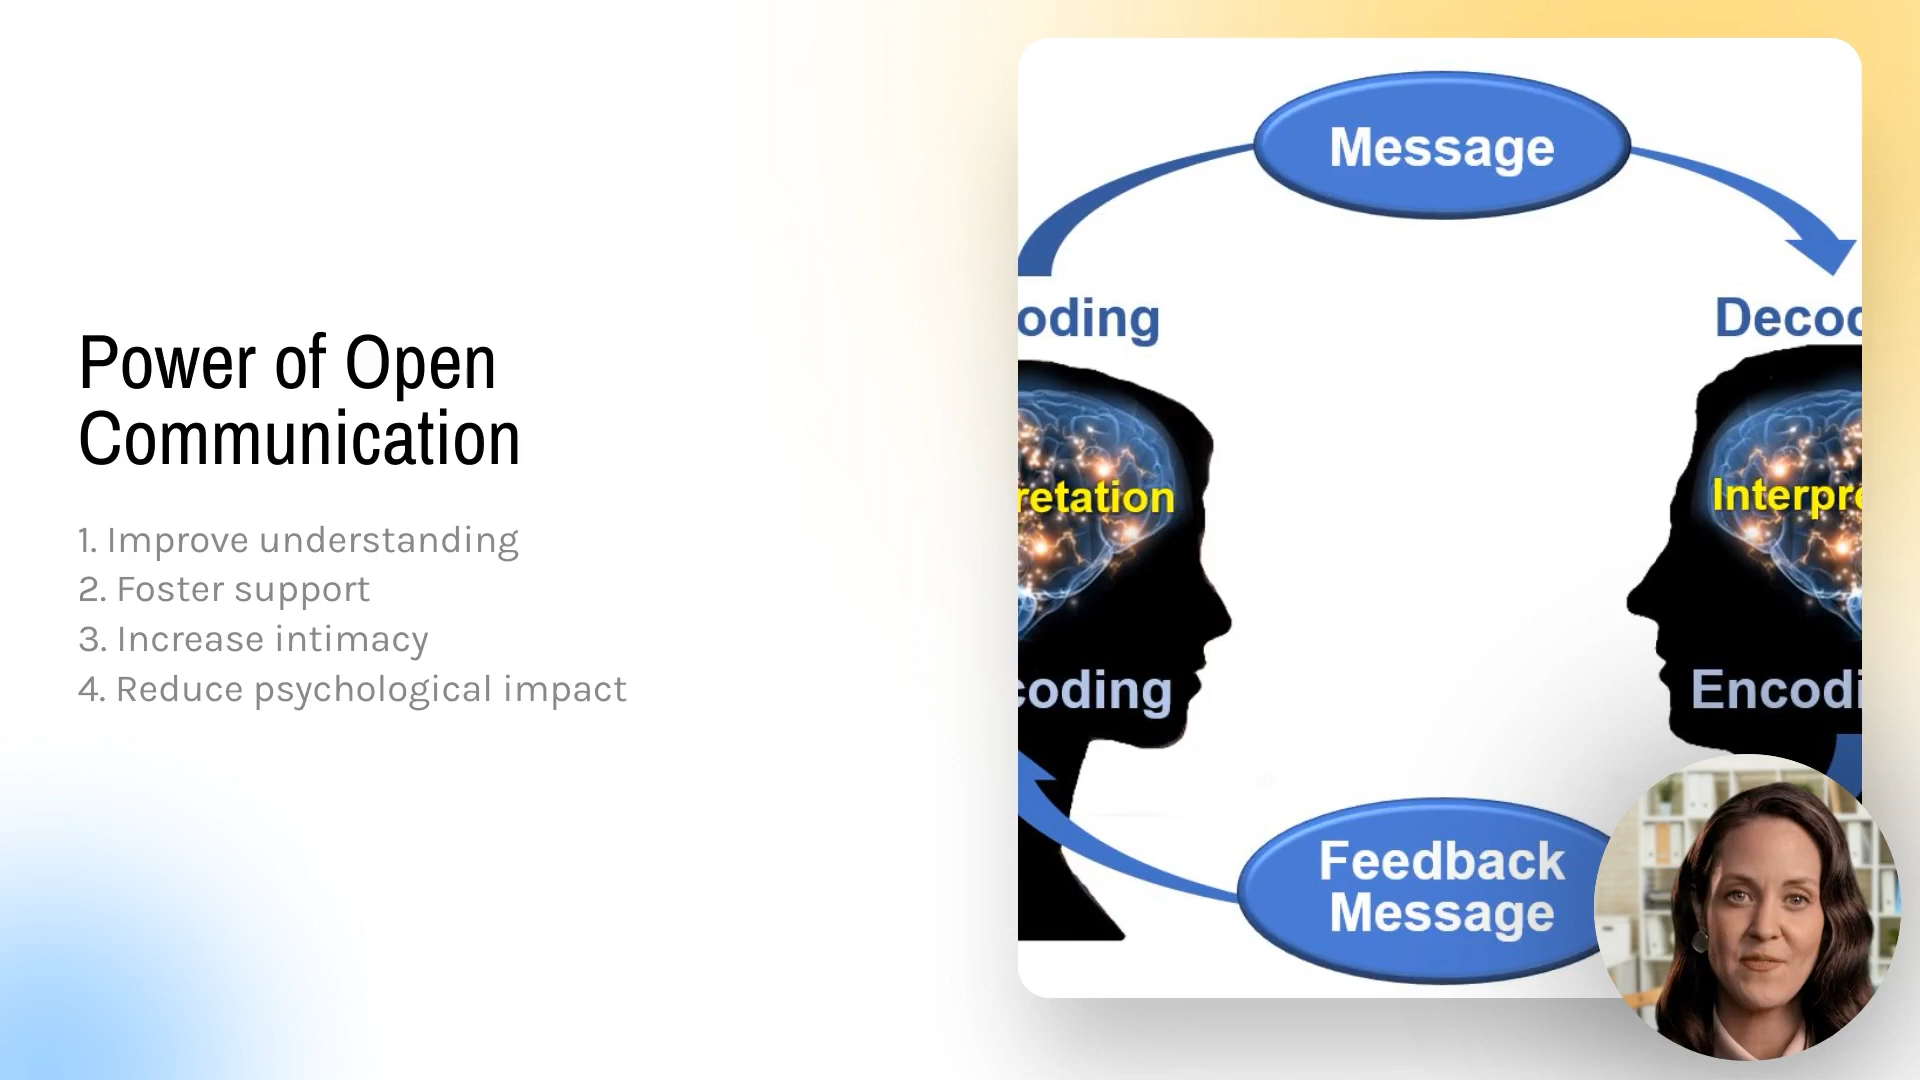 Power of Open
Communication
1. Improve understanding
2. Foster support
3. Increase intimacy
4. Reduce psychological impact
Message
oding
Decod
retation
Interpre
coding
Encodi
Feedback
Message